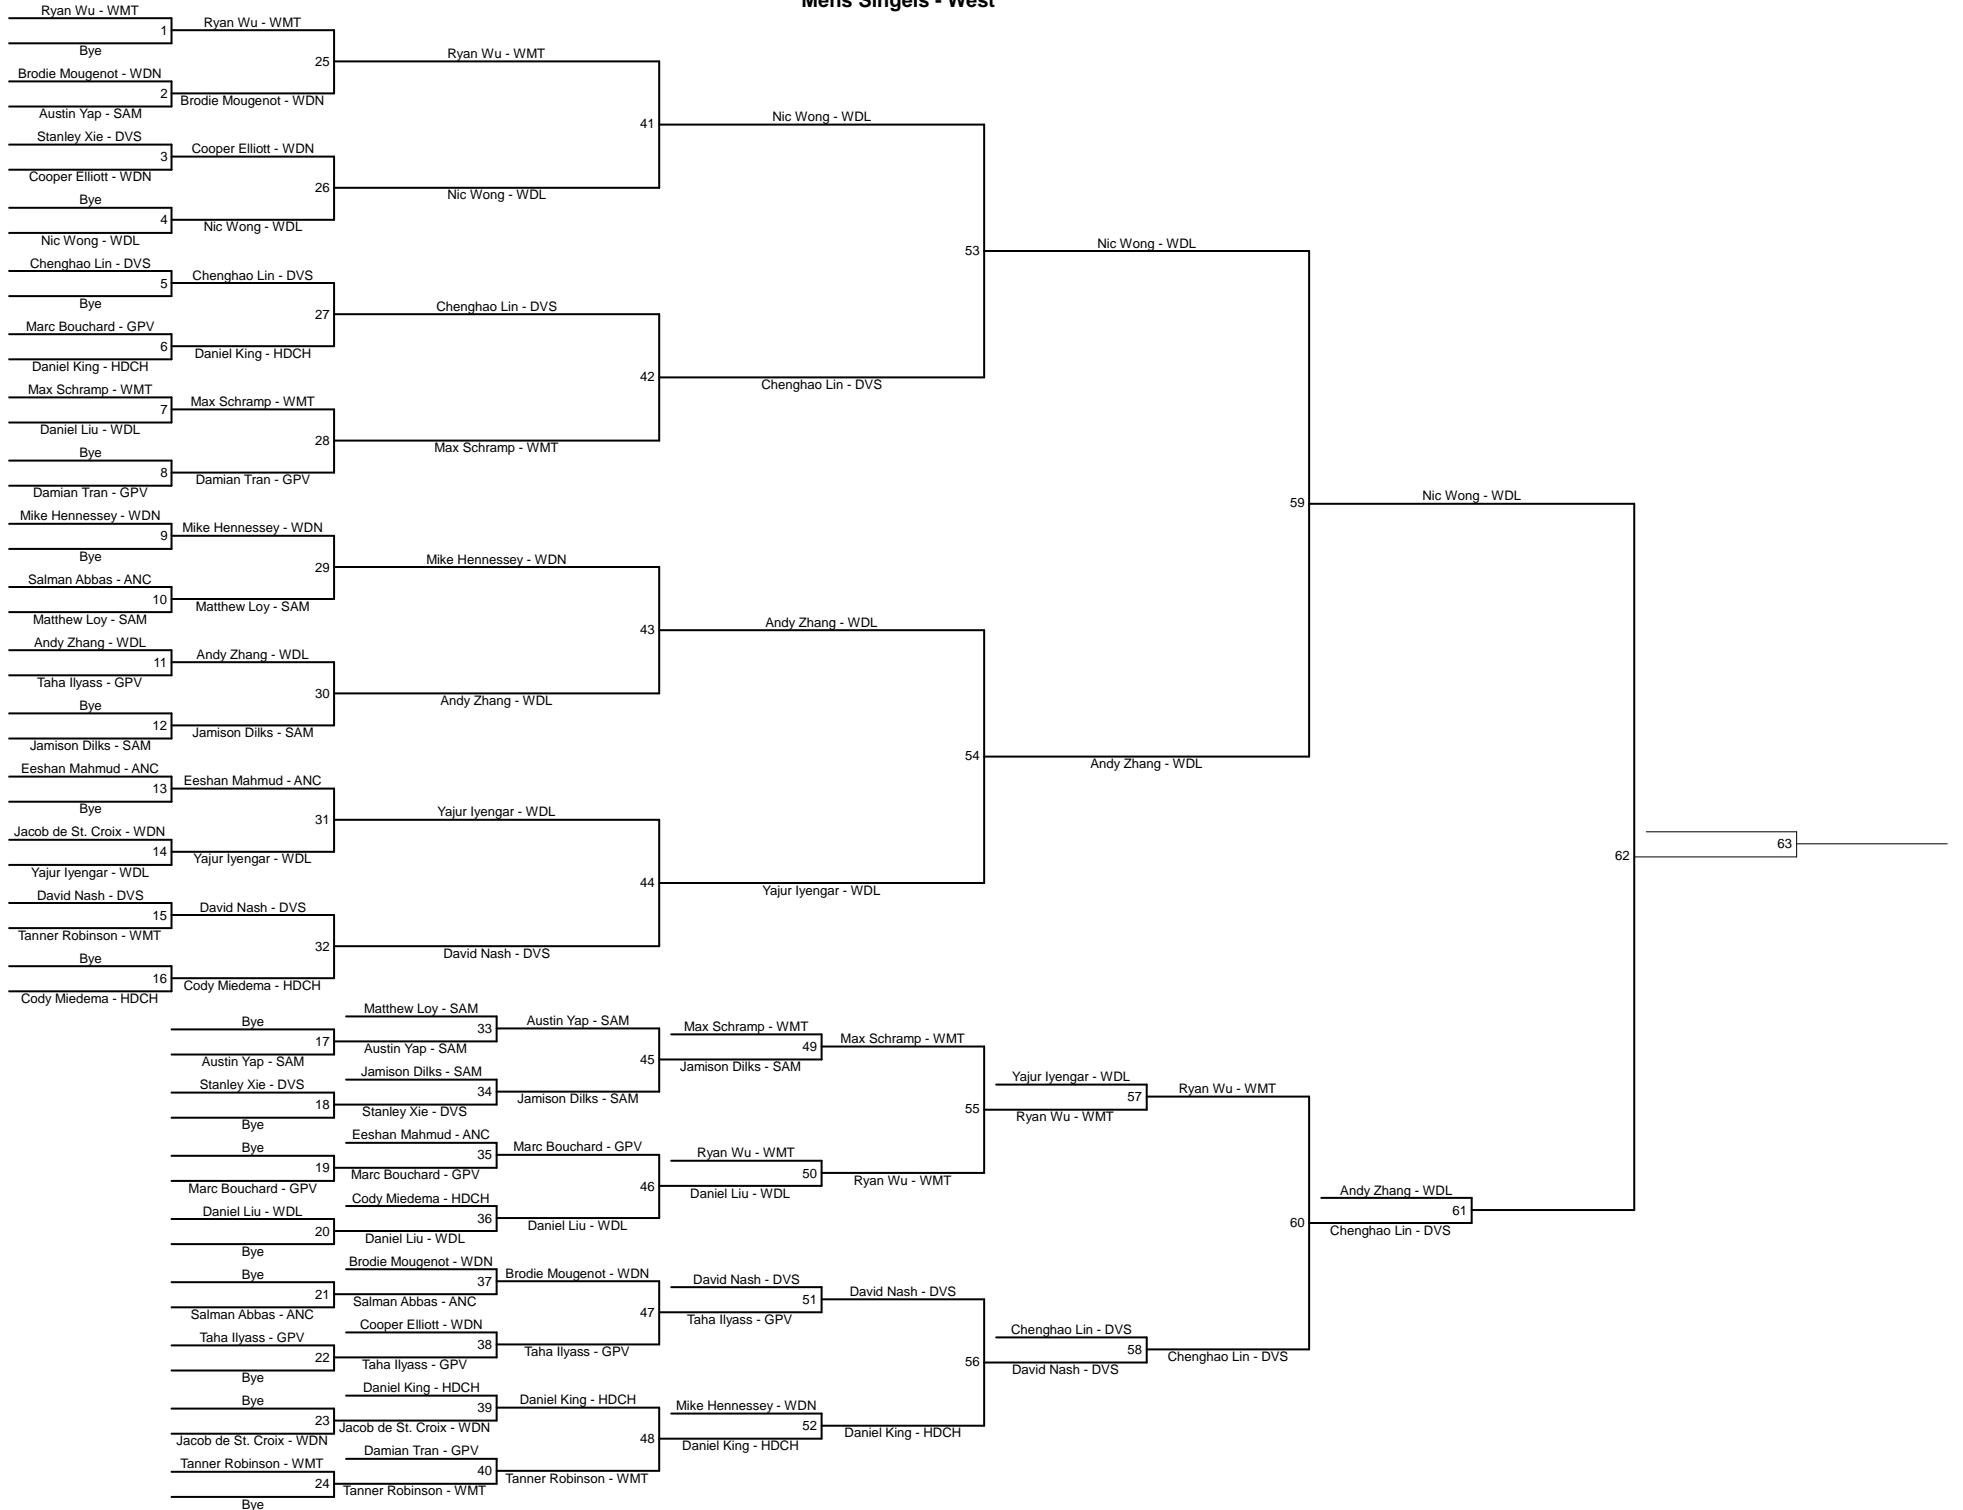 Mens Singels - West
Ryan Wu - WMT
1
Bye
Brodie Mougenot - WDN
2
Austin Yap - SAM
Stanley Xie - DVS
3
Cooper Elliott - WDN
Bye
4
Nic Wong - WDL
Chenghao Lin - DVS
5
Bye
Marc Bouchard - GPV
6
Daniel King - HDCH
Max Schramp - WMT
7
Daniel Liu - WDL
Bye
8
Damian Tran - GPV
Mike Hennessey - WDN
9
Bye
Salman Abbas - ANC
10
Matthew Loy - SAM
Andy Zhang - WDL
11
Taha Ilyass - GPV
Bye
12
Jamison Dilks - SAM
Eeshan Mahmud - ANC
13
Bye
Jacob de St. Croix - WDN
14
Yajur Iyengar - WDL
David Nash - DVS
15
Tanner Robinson - WMT
Bye
16
Cody Miedema - HDCH
Ryan Wu - WMT
25
Brodie Mougenot - WDN
Cooper Elliott - WDN
26
Nic Wong - WDL
Chenghao Lin - DVS
27
Daniel King - HDCH
Max Schramp - WMT
28
Damian Tran - GPV
Mike Hennessey - WDN
29
Matthew Loy - SAM
Andy Zhang - WDL
30
Jamison Dilks - SAM
Eeshan Mahmud - ANC
31
Yajur Iyengar - WDL
David Nash - DVS
32
Cody Miedema - HDCH
Ryan Wu - WMT
41
Nic Wong - WDL
Chenghao Lin - DVS
42
Max Schramp - WMT
Mike Hennessey - WDN
43
Andy Zhang - WDL
Yajur Iyengar - WDL
44
David Nash - DVS
Nic Wong - WDL
53
Chenghao Lin - DVS
Andy Zhang - WDL
54
Yajur Iyengar - WDL
Nic Wong - WDL
59
Andy Zhang - WDL
Nic Wong - WDL
62
63
Bye
17
Austin Yap - SAM
Stanley Xie - DVS
18
Bye
Bye
19
Marc Bouchard - GPV
Daniel Liu - WDL
20
Bye
Bye
21
Salman Abbas - ANC
Taha Ilyass - GPV
22
Bye
Bye
23
Jacob de St. Croix - WDN
Tanner Robinson - WMT
24
Bye
Matthew Loy - SAM
33
Austin Yap - SAM
Jamison Dilks - SAM
34
Stanley Xie - DVS
Eeshan Mahmud - ANC
35
Marc Bouchard - GPV
Cody Miedema - HDCH
36
Daniel Liu - WDL
Brodie Mougenot - WDN
37
Salman Abbas - ANC
Cooper Elliott - WDN
38
Taha Ilyass - GPV
Daniel King - HDCH
39
Jacob de St. Croix - WDN
Damian Tran - GPV
40
Tanner Robinson - WMT
Austin Yap - SAM
45
Jamison Dilks - SAM
Marc Bouchard - GPV
46
Daniel Liu - WDL
Brodie Mougenot - WDN
47
Taha Ilyass - GPV
Daniel King - HDCH
48
Tanner Robinson - WMT
Max Schramp - WMT
49
Jamison Dilks - SAM
Ryan Wu - WMT
50
Daniel Liu - WDL
David Nash - DVS
51
Taha Ilyass - GPV
Mike Hennessey - WDN
52
Daniel King - HDCH
Max Schramp - WMT
55
Ryan Wu - WMT
David Nash - DVS
56
Daniel King - HDCH
Yajur Iyengar - WDL
57
Ryan Wu - WMT
Chenghao Lin - DVS
58
David Nash - DVS
Ryan Wu - WMT
60
Chenghao Lin - DVS
Andy Zhang - WDL
61
Chenghao Lin - DVS